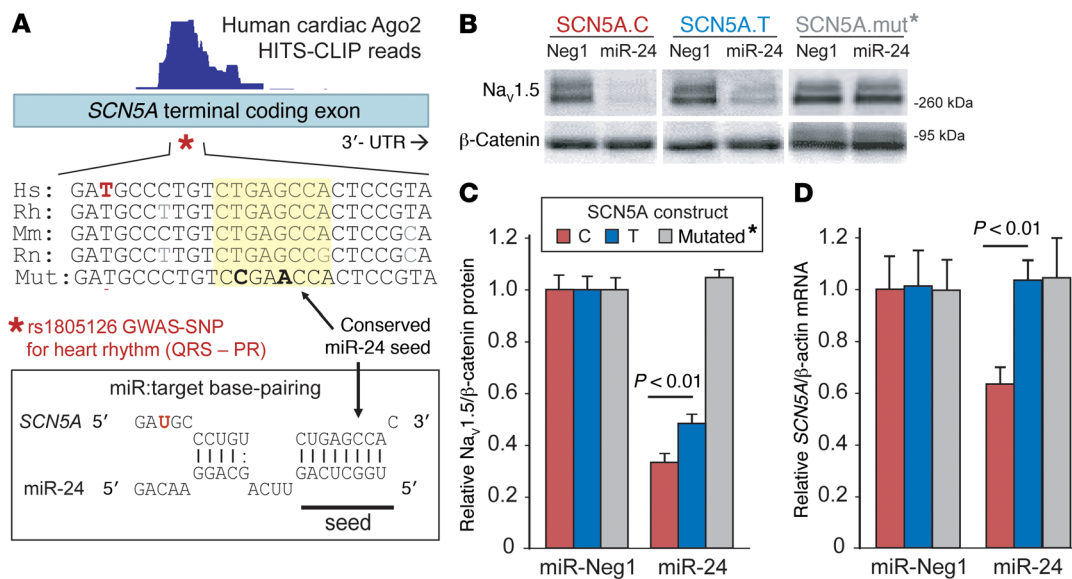 A
Human cardiac Ago2
HITS-CLIP reads
SCN5A terminal coding exon
*
3′- UTR →
Hs: GATGCCCTGTCTGAGCCACTCCGTA
Rh: GATGCCTTGTCTGAGCCACTCCGTA
Mm: GATGCCCTGTCTGAGCCACTCCGCA
Rn: GATGCCTTGTCTGAGCCGCTCCGCA
Mut: GATGCCCTGTCCGAACCACTCCGTA
* rs1805126 GWAS-SNP
for heart rhythm (QRS – PR)
Conserved
miR-24 seed
miR:target base-pairing
SCN5A 5′ GAUGC C 3′
CCUGU CUGAGCCA
GGACG GACUCGGU
miR-24 5′ GACAA ACUU 5′
seed
B
SCN5A.C SCN5A.T SCN5A.mut*
Neg1 miR-24 Neg1 miR-24 Neg1 miR-24
NaV1.5
-260 kDa
β-Catenin
-95 kDa
C
SCN5A construct
C T Mutated*
Relative NaV1.5/β-catenin protein
1.2
1.0
0.8
0.6
0.4
0.2
0
P < 0.01
miR-Neg1 miR-24
D
Relative SCN5A/β-actin mRNA
1.2
1.0
0.8
0.6
0.4
0.2
0
P < 0.01
miR-Neg1 miR-24